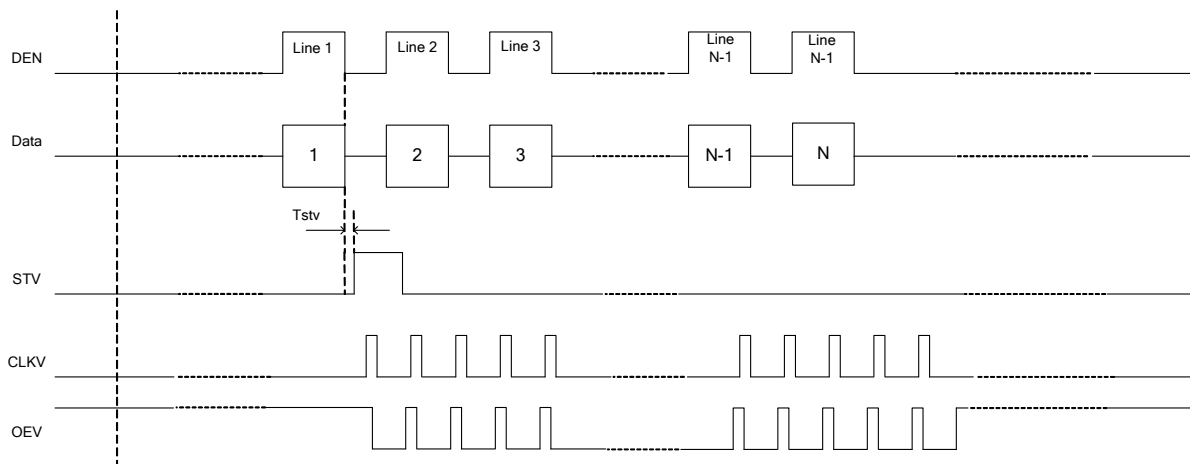 DEN
Line 1
Line 2
Line 3
Line
N-1
Line
N-1
Data
1
2
3
N-1
N
Tstv
STV
CLKV
OEV